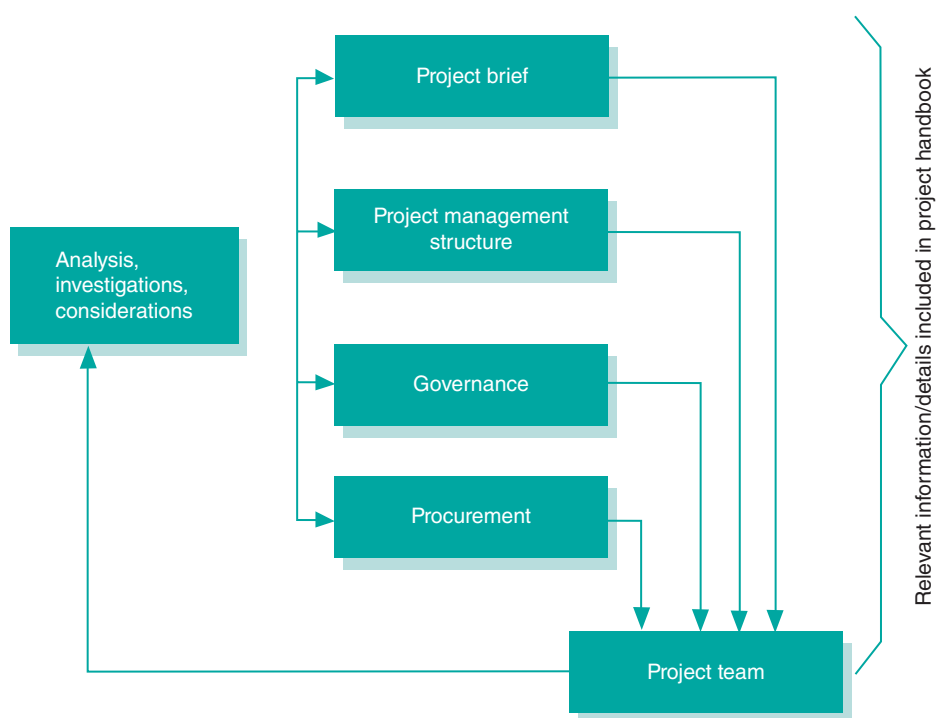 Project brief
Project management
structure
Analysis,
investigations,
considerations
Governance
Procurement
Project team
Relevant information/details included in project handbook